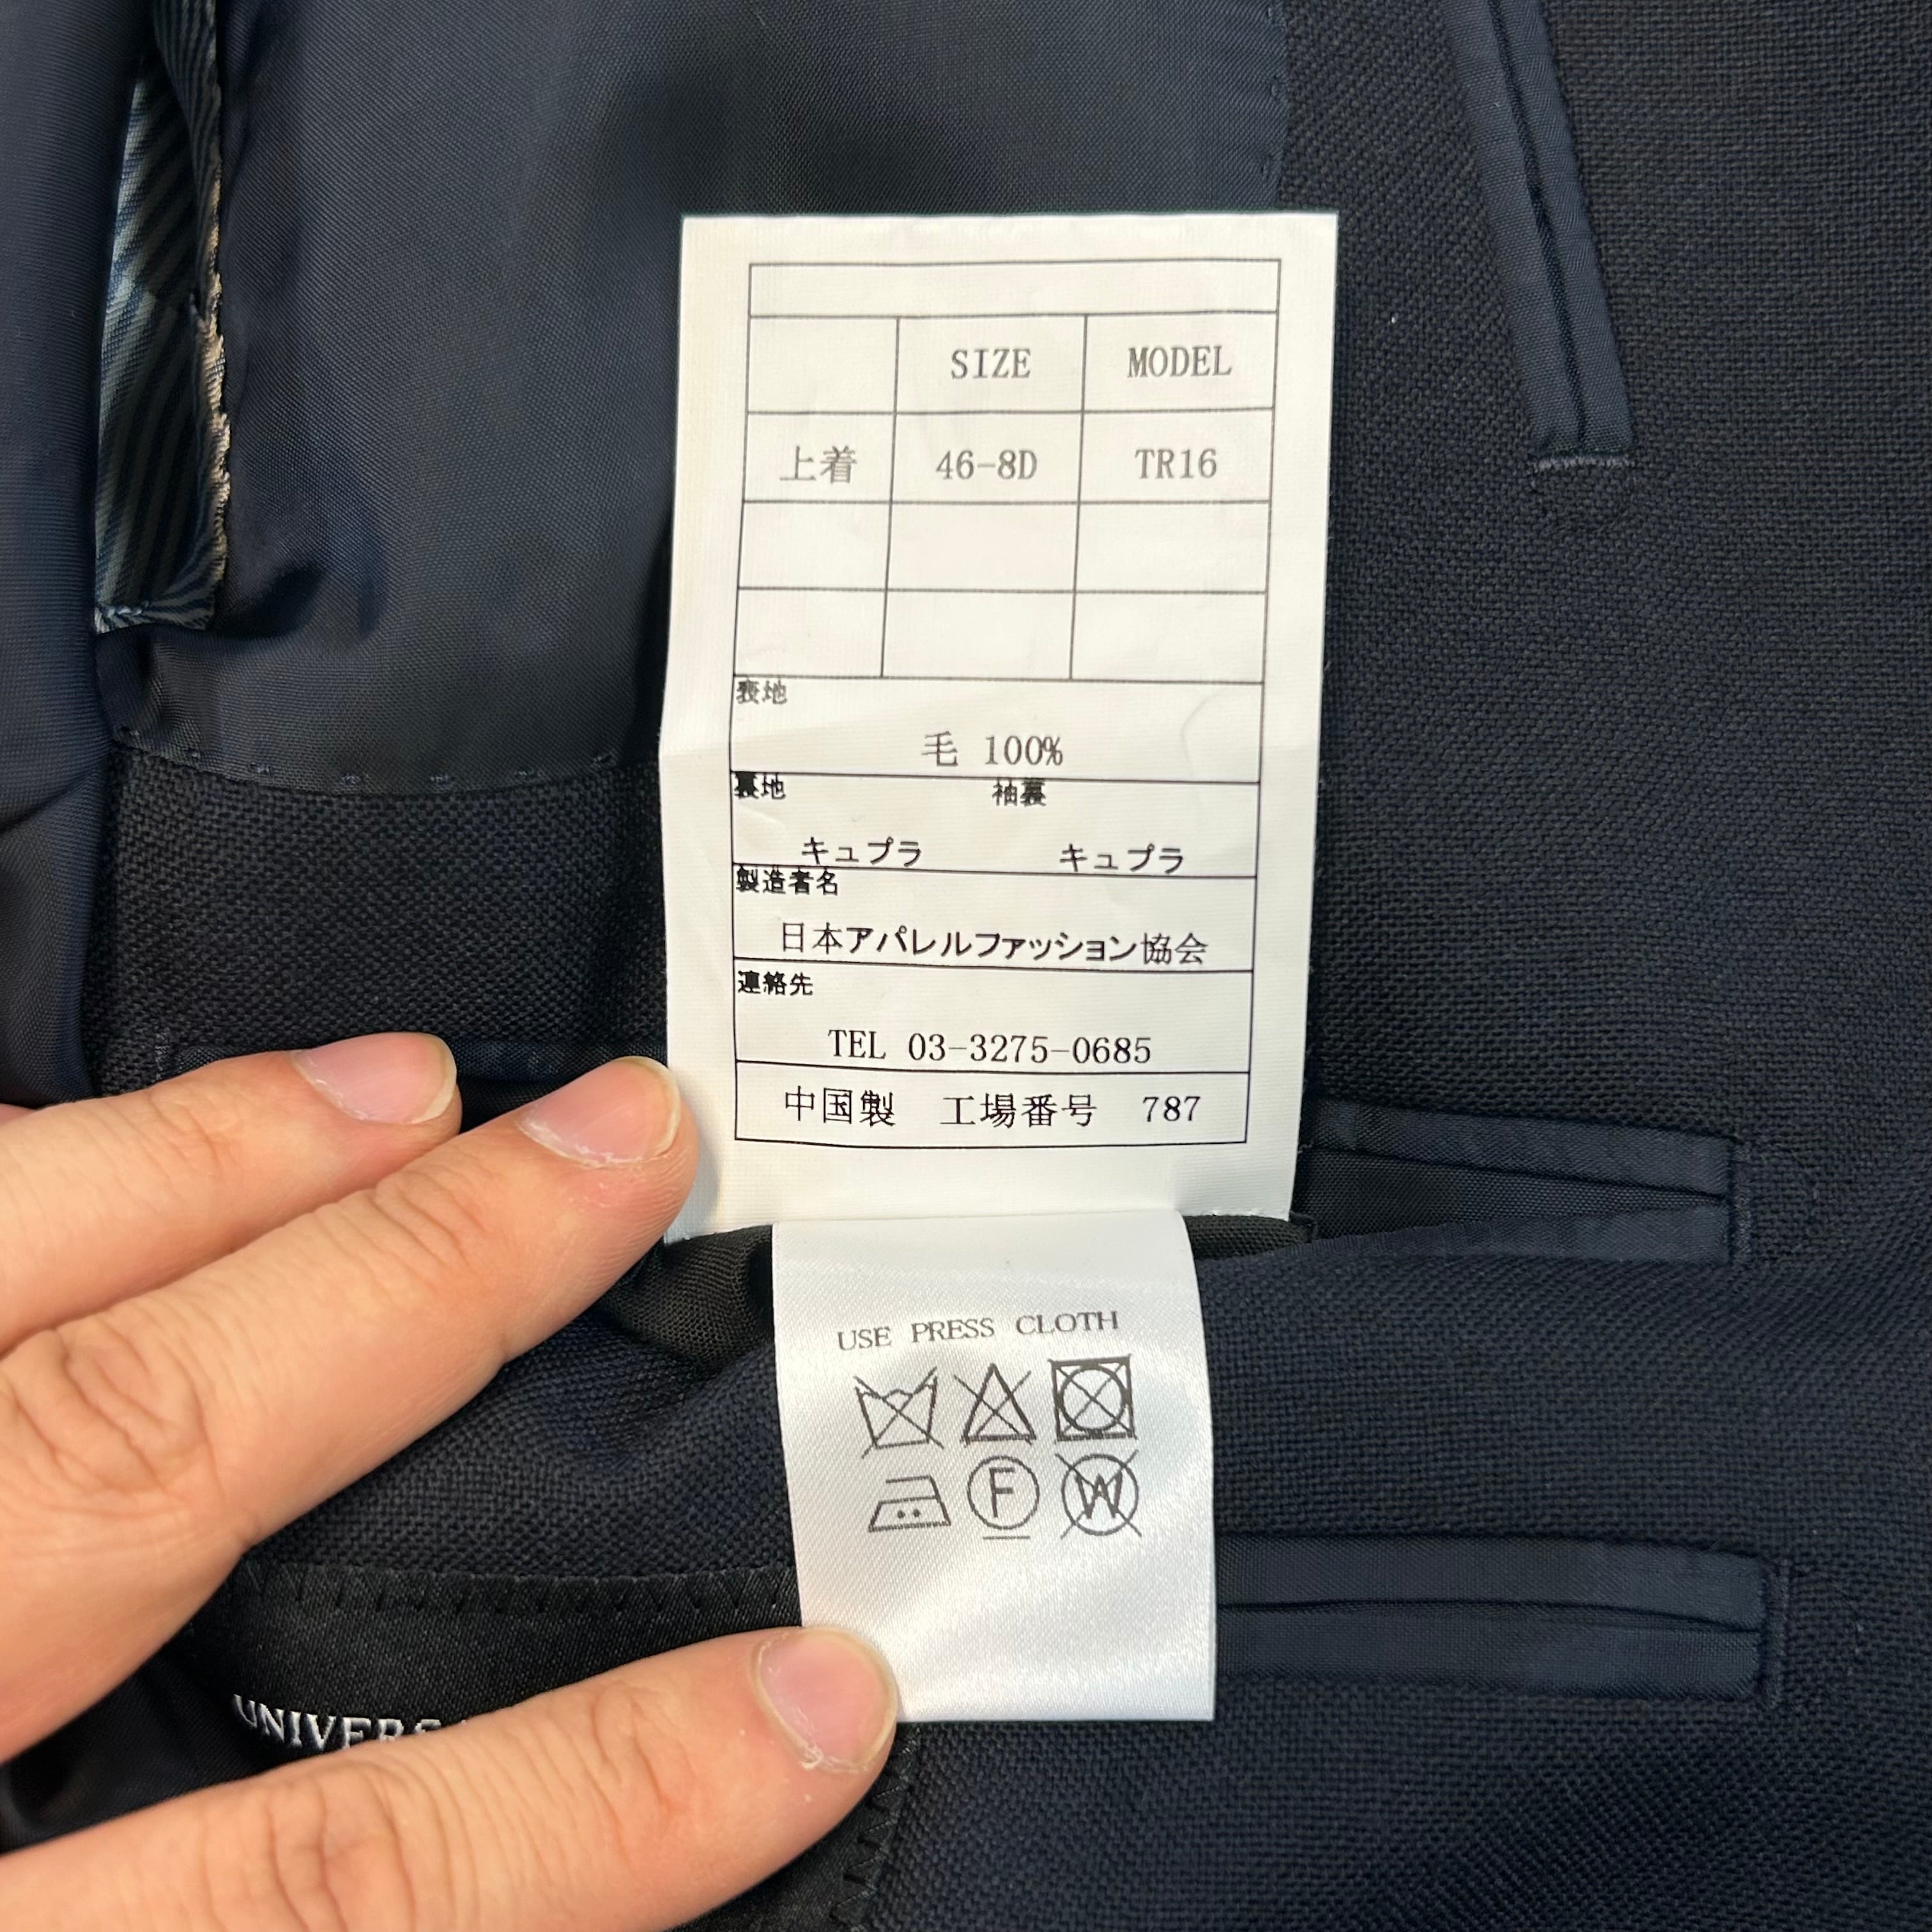 SIZE MODEL
上着 46-8D TR16
表地
毛 100%
裏地 袖裏
キュプラ キュプラ
製造者名
日本アパレルファッション協会
連絡先
TEL 03-3275-0685
中国製 工場番号 787
USE PRESS CLOTH
F W